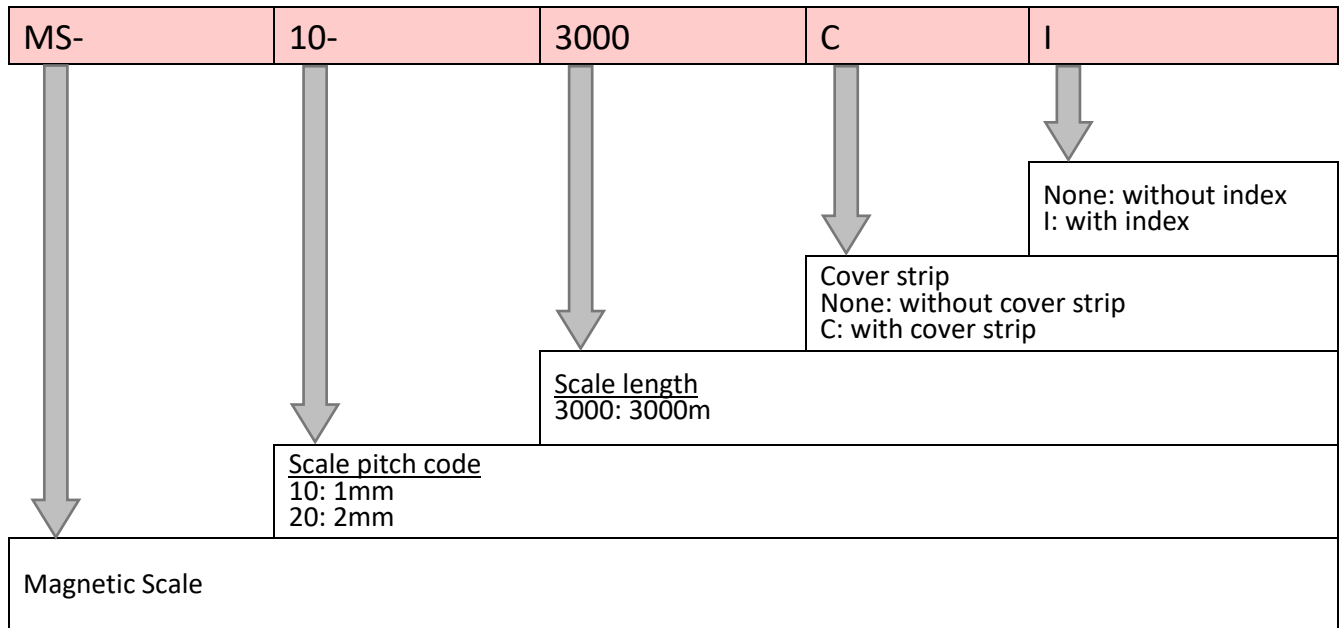 MS- 10- 3000 C I
None: without index
I: with index
Cover strip
None: without cover strip
C: with cover strip
Scale length
3000: 3000m
Scale pitch code
10: 1mm
20: 2mm
Magnetic Scale